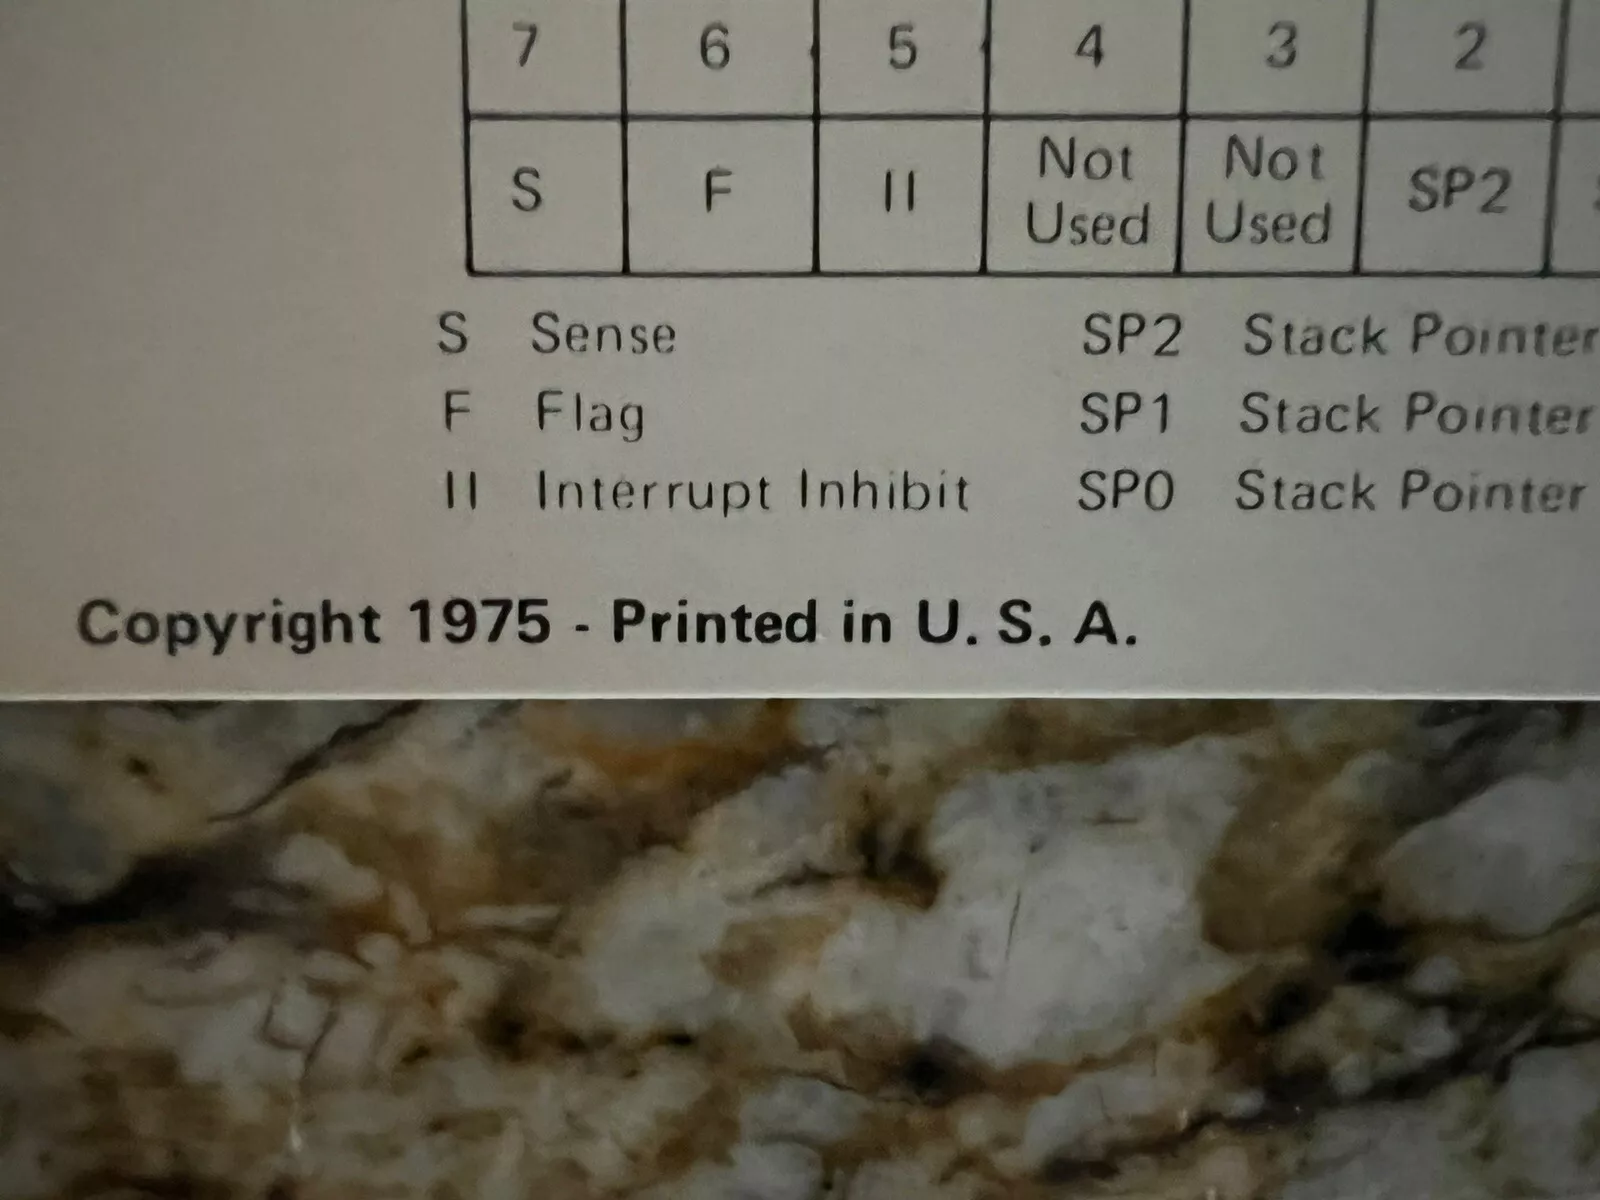 7 6 5 4 3 2
S F II Not Used Not Used SP2
S Sense SP2 Stack Pointer
F Flag SP1 Stack Pointer
II Interrupt Inhibit SP0 Stack Pointer
Copyright 1975 - Printed in U. S. A.